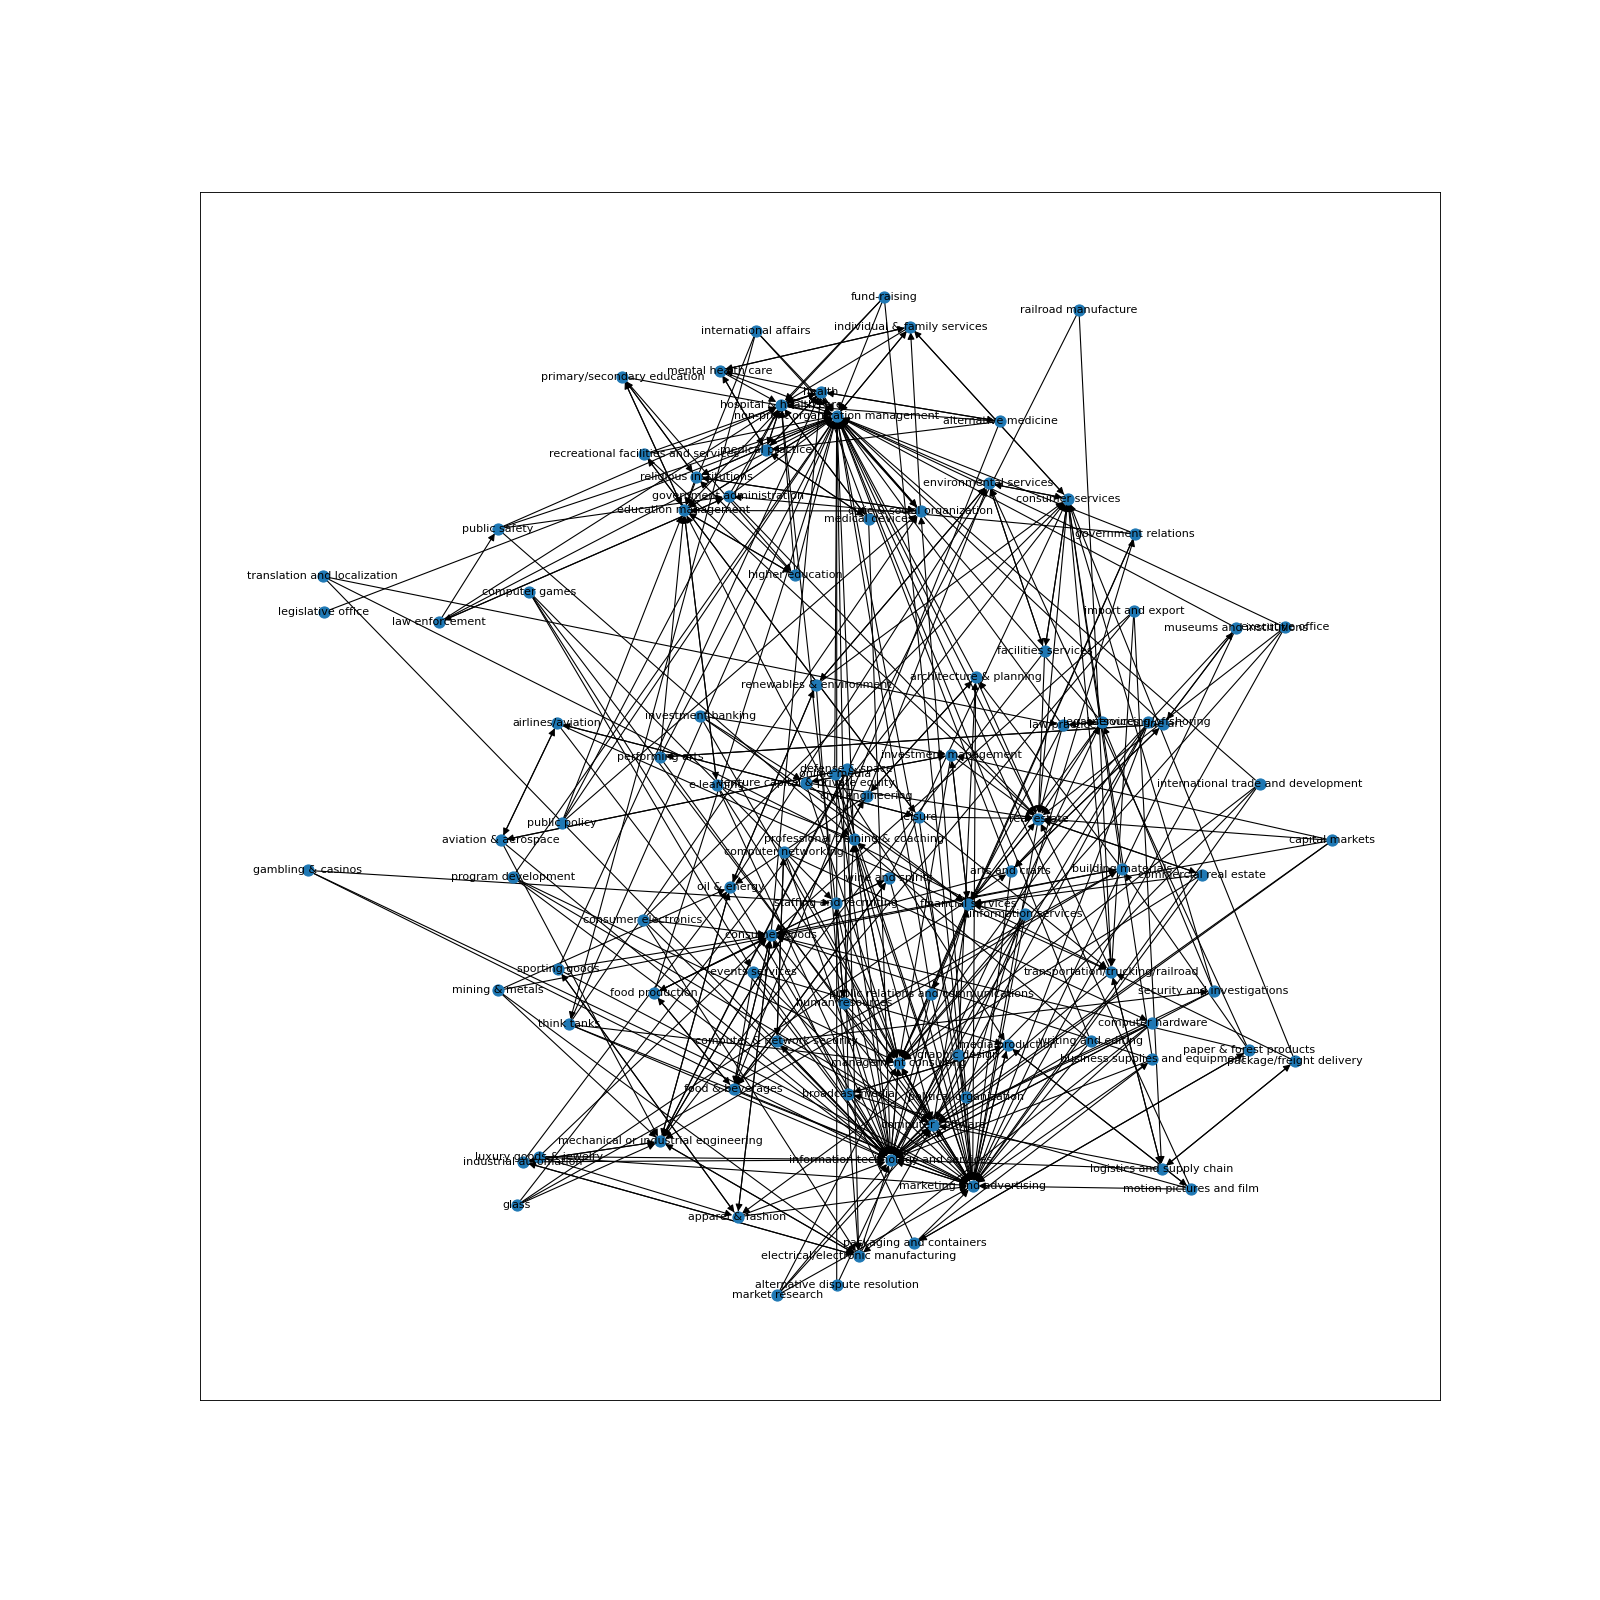 fund-raising
railroad manufacture
individual & family services
international affairs
mental health care
primary/secondary education
health
hospital & health care
non-profit organization management
alternative medicine
medical practice
recreational facilities and services
religious institutions
environmental services
government administration
consumer services
education management
civic & social organization
medical devices
public safety
government relations
higher education
translation and localization
computer games
legislative office
import and export
law enforcement
museums and institutions
executive office
facilities services
architecture & planning
renewables & environment
investment banking
airlines/aviation
law practice
performing arts
investment management
defense & space
online media
e-learning
venture capital & private equity
international trade and development
civil engineering
leisure
real estate
public policy
aviation & aerospace
professional training & coaching
capital markets
computer networking
gambling & casinos
program development
wine and spirits
arts and crafts
building materials
commercial real estate
oil & energy
staffing and recruiting
financial services
information services
consumer electronics
consumer goods
sporting goods
events services
transportation/trucking/railroad
mining & metals
food production
public relations and communications
security and investigations
human resources
think tanks
computer hardware
computer & network security
media production
writing and editing
graphic design
paper & forest products
management consulting
business supplies and equipment
package/freight delivery
food & beverages
broadcast media
political organization
computer software
mechanical or industrial engineering
luxury goods & jewelry
industrial automation
information technology and services
logistics and supply chain
marketing and advertising
motion pictures and film
glass
apparel & fashion
packaging and containers
electrical/electronic manufacturing
alternative dispute resolution
market research